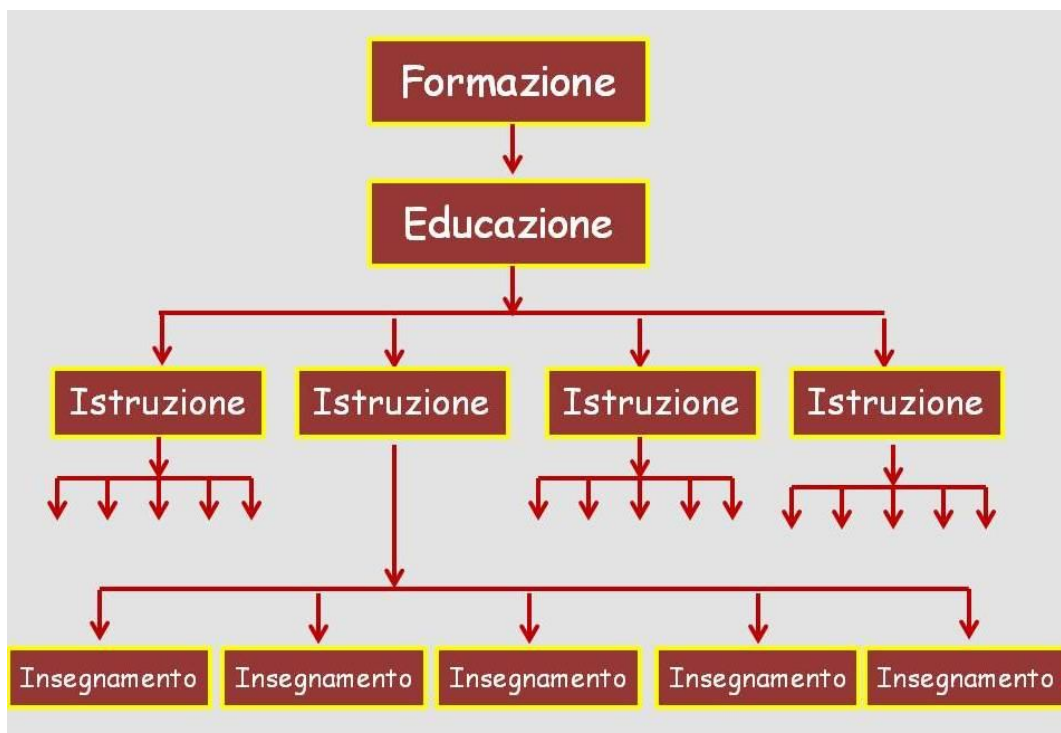 Formazione
Educazione
Istruzione Istruzione Istruzione Istruzione
Insegnamento Insegnamento Insegnamento Insegnamento Insegnamento